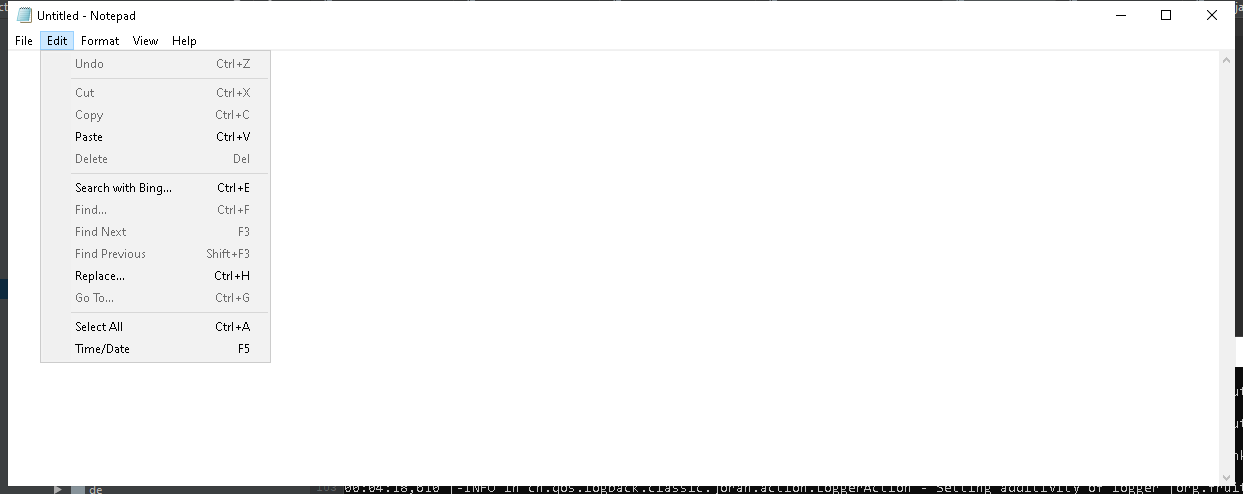 Untitled - Notepad
File Edit Format View Help
Undo Ctrl+Z
Cut Ctrl+X
Copy Ctrl+C
Paste Ctrl+V
Delete Del
Search with Bing... Ctrl+E
Find... Ctrl+F
Find Next F3
Find Previous Shift+F3
Replace... Ctrl+H
Go To... Ctrl+G
Select All Ctrl+A
Time/Date F5
de 00:04:18,610 |-INFO in ch.qos.logback.classic.joran.action.LoggerAction - Setting additivity of logger